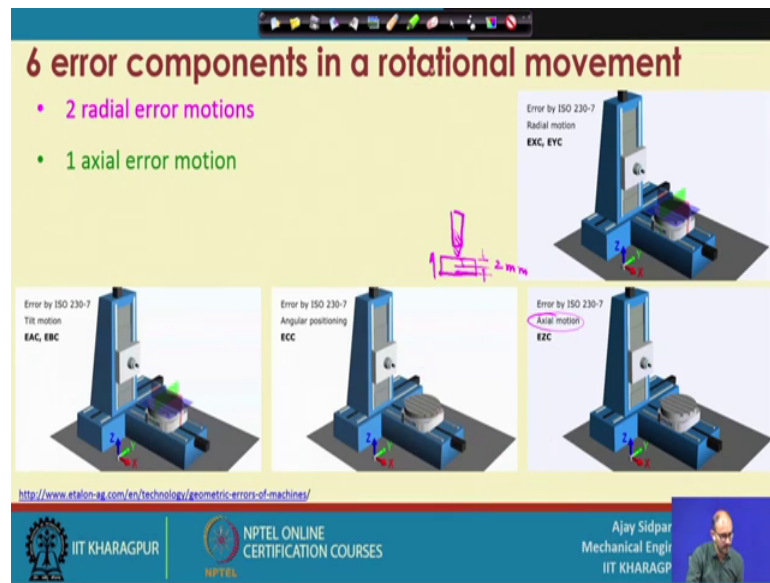 6 error components in a rotational movement
• 2 radial error motions
• 1 axial error motion
Error by ISO 230-7
Radial motion
EXC, EYC
Z
Y
X
2 mm
Error by ISO 230-7
Tilt motion
EAC, EBC
Z
Y
X
Error by ISO 230-7
Angular positioning
ECC
Z
Y
X
Error by ISO 230-7
Axial motion
EZC
Z
Y
X
http://www.etalon-ag.com/en/technology/geometric-errors-of-machines/
IIT KHARAGPUR
NPTEL
NPTEL ONLINE
CERTIFICATION COURSES
Ajay Sidpar
Mechanical Engi
IIT KHARAGP